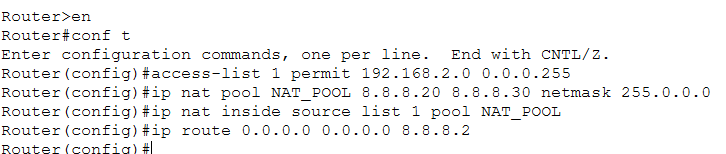 Router>en
Router#conf t
Enter configuration commands, one per line.  End with CNTL/Z.
Router(config)#access-list 1 permit 192.168.2.0 0.0.0.255
Router(config)#ip nat pool NAT_POOL 8.8.8.20 8.8.8.30 netmask 255.0.0.0
Router(config)#ip nat inside source list 1 pool NAT_POOL
Router(config)#ip route 0.0.0.0 0.0.0.0 8.8.8.2
Router(config)#